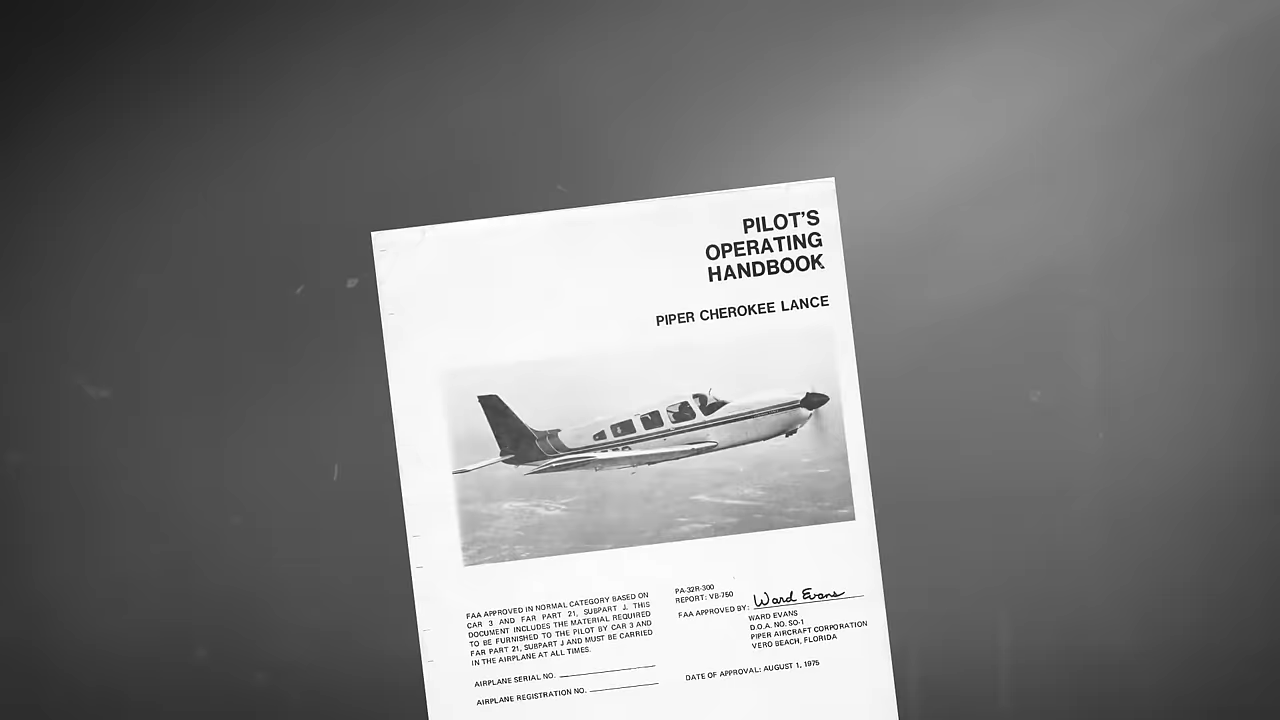 PILOT'S
OPERATING
HANDBOOK
PIPER CHEROKEE LANCE
FAA APPROVED IN NORMAL CATEGORY BASED ON
CAR 3 AND FAR PART 21, SUBPART J. THIS
DOCUMENT INCLUDES THE MATERIAL REQUIRED
TO BE FURNISHED TO THE PILOT BY CAR 3 AND
FAR PART 21, SUBPART J AND MUST BE CARRIED
IN THE AIRPLANE AT ALL TIMES.
AIRPLANE SERIAL NO.
AIRPLANE REGISTRATION NO.
PA-32R-300
REPORT: VB-750
FAA APPROVED BY: Ward Evans
WARD EVANS
D.O.A. NO. SO-1
PIPER AIRCRAFT CORPORATION
VERO BEACH, FLORIDA
DATE OF APPROVAL: AUGUST 1, 1975